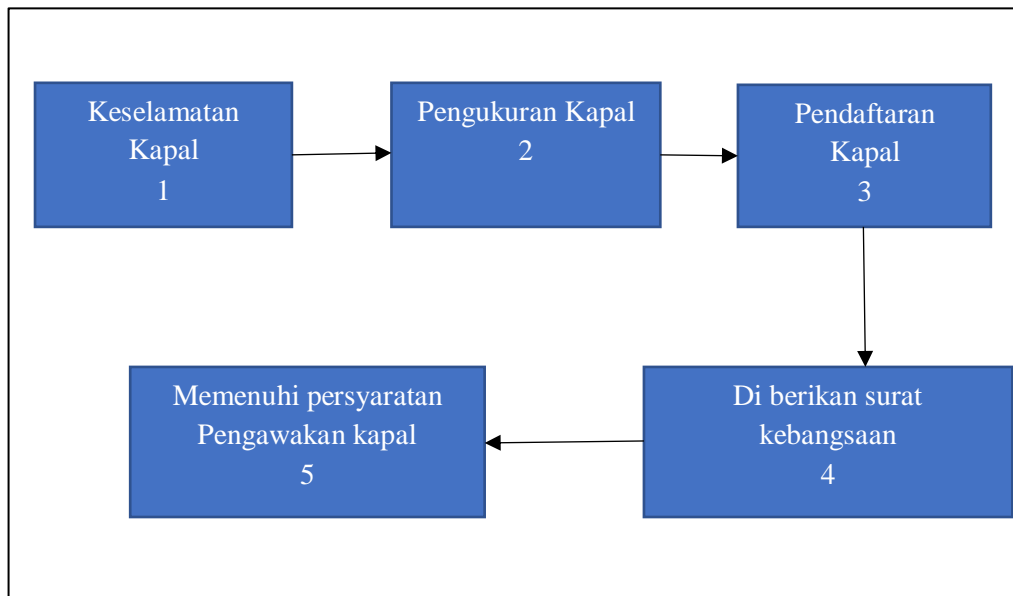 Keselamatan
Kapal
1
Pengukuran Kapal
2
Pendaftaran
Kapal
3
Di berikan surat
kebangsaan
4
Memenuhi persyaratan
Pengawakan kapal
5